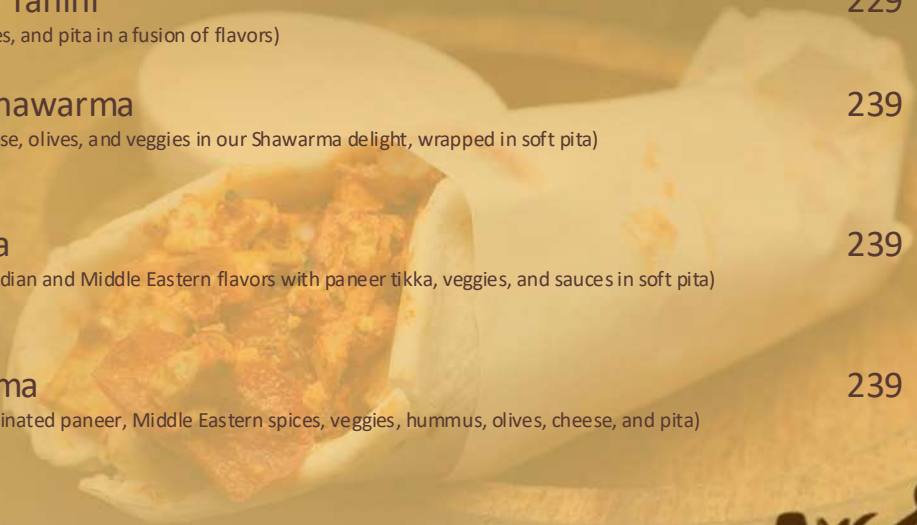 Tahini 229
es, and pita in a fusion of flavors)
hawarma 239
se, olives, and veggies in our Shawarma delight, wrapped in soft pita)
a 239
dian and Middle Eastern flavors with paneer tikka, veggies, and sauces in soft pita)
ma 239
inated paneer, Middle Eastern spices, veggies, hummus, olives, cheese, and pita)